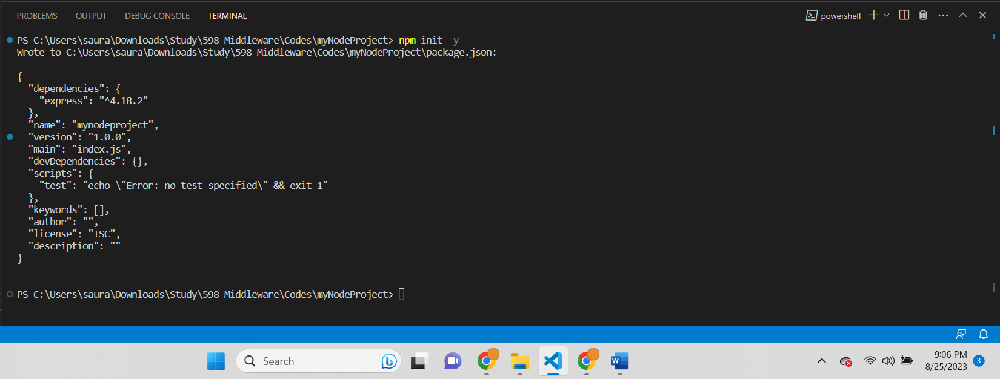 PROBLEMS OUTPUT DEBUG CONSOLE TERMINAL powershell
PS C:\Users\saura\Downloads\Study\598 Middleware\Codes\myNodeProject> npm init -y
Wrote to C:\Users\saura\Downloads\Study\598 Middleware\Codes\myNodeProject\package.json:
{
  "dependencies": {
    "express": "^4.18.2"
  },
  "name": "mynodeproject",
  "version": "1.0.0",
  "main": "index.js",
  "devDependencies": {},
  "scripts": {
    "test": "echo \"Error: no test specified\" && exit 1"
  },
  "keywords": [],
  "author": "",
  "license": "ISC",
  "description": ""
}
PS C:\Users\saura\Downloads\Study\598 Middleware\Codes\myNodeProject>
Search
9:06 PM
8/25/2023
3